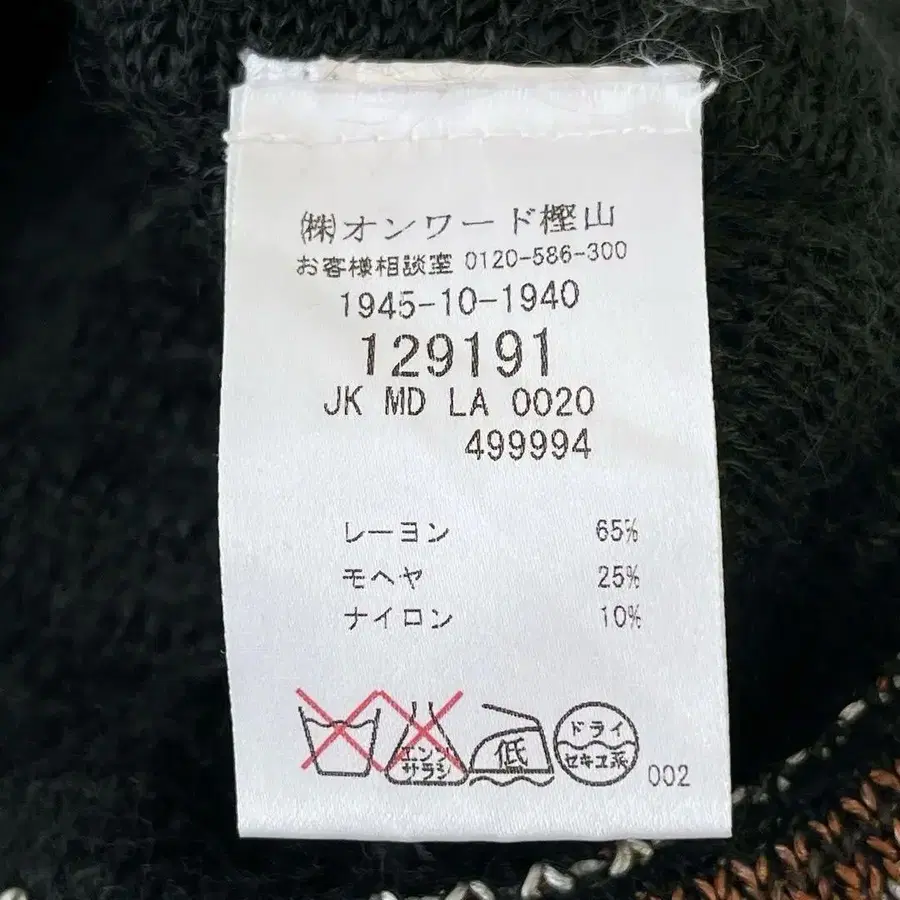 ㈱オンワード樫山
お客様相談室 0120-586-300
1945-10-1940
129191
JK MD LA 0020
499994
レーヨン 65%
モヘヤ 25%
ナイロン 10%
エンソ
サラシ
低
ドライ
セキユ系
002